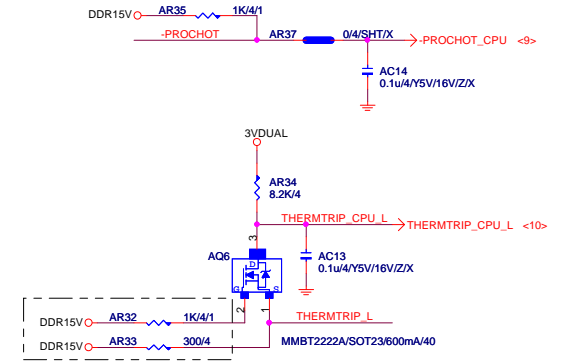 DDR15V AR35 1K/4/1
-PROCHOT AR37 0/4/SHT/X -PROCHOT_CPU <9>
AC14
0.1u/4/Y5V/16V/Z/X
3VDUAL
AR34
8.2K/4
THERMTRIP_CPU_L THERMTRIP_CPU_L <10>
3
AQ6 D AC13
0.1u/4/Y5V/16V/Z/X
G S
2 1
DDR15V AR32 1K/4/1 THERMTRIP_L
DDR15V AR33 300/4 MMBT2222A/SOT23/600mA/40